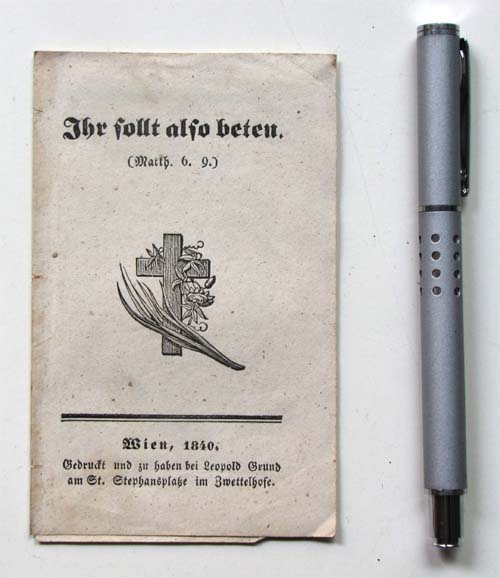 Ihr sollt also beten.
(Matth. 6. 9.)
Wien, 1840.
Gedruckt und zu haben bei Leopold Grund
am St. Stephansplatze im Zwettelhofe.